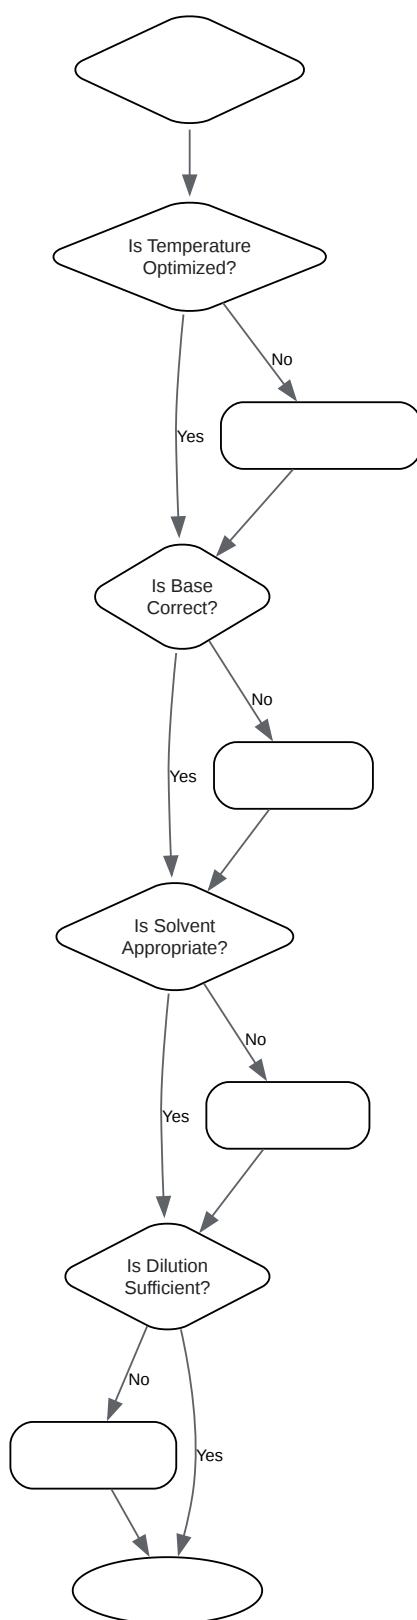 Is Temperature
Optimized?
No
Yes
Is Base
Correct?
No
Yes
Is Solvent
Appropriate?
No
Yes
Is Dilution
Sufficient?
No
Yes